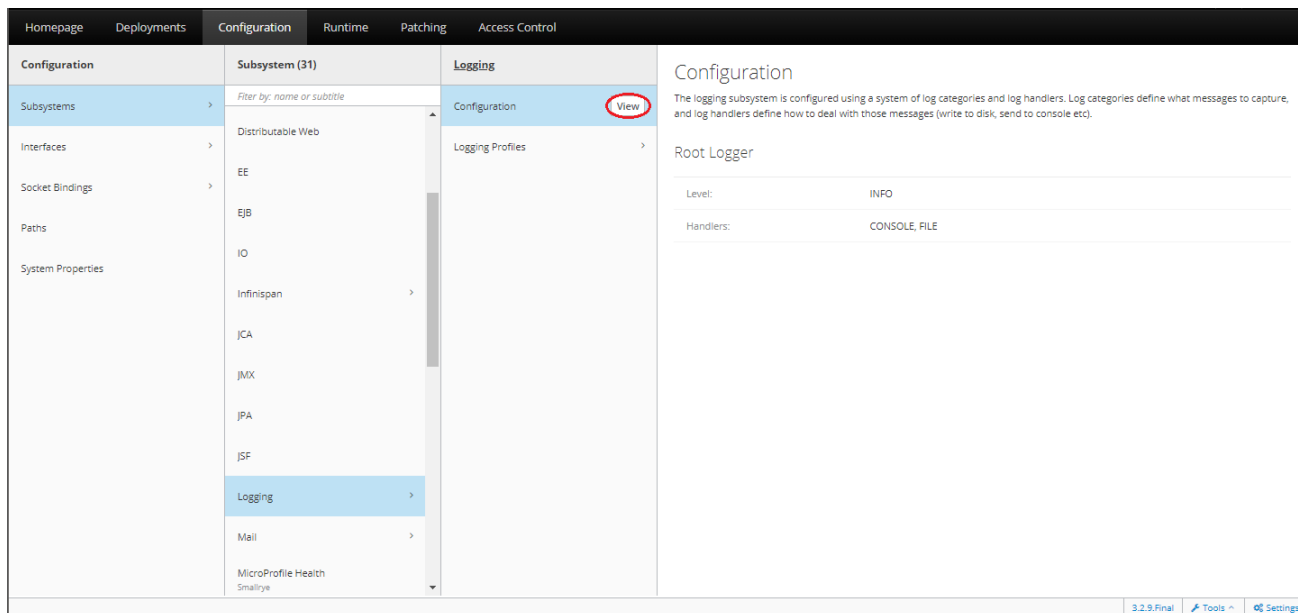 Homepage Deployments Configuration Runtime Patching Access Control
Configuration
Subsystems
Interfaces
Socket Bindings
Paths
System Properties
Subsystem (31)
Fiter by: name or subtitle
Distributable Web
EE
EJB
IO
Infinispan
JCA
JMX
JPA
JSF
Logging
Mail
MicroProfile Health
Smallrye
Logging
Configuration View
Logging Profiles
Configuration
The logging subsystem is configured using a system of log categories and log handlers. Log categories define what messages to capture,
and log handlers define how to deal with those messages (write to disk, send to console etc).
Root Logger
Level: INFO
Handlers: CONSOLE, FILE
3.2.9.Final Tools Settings